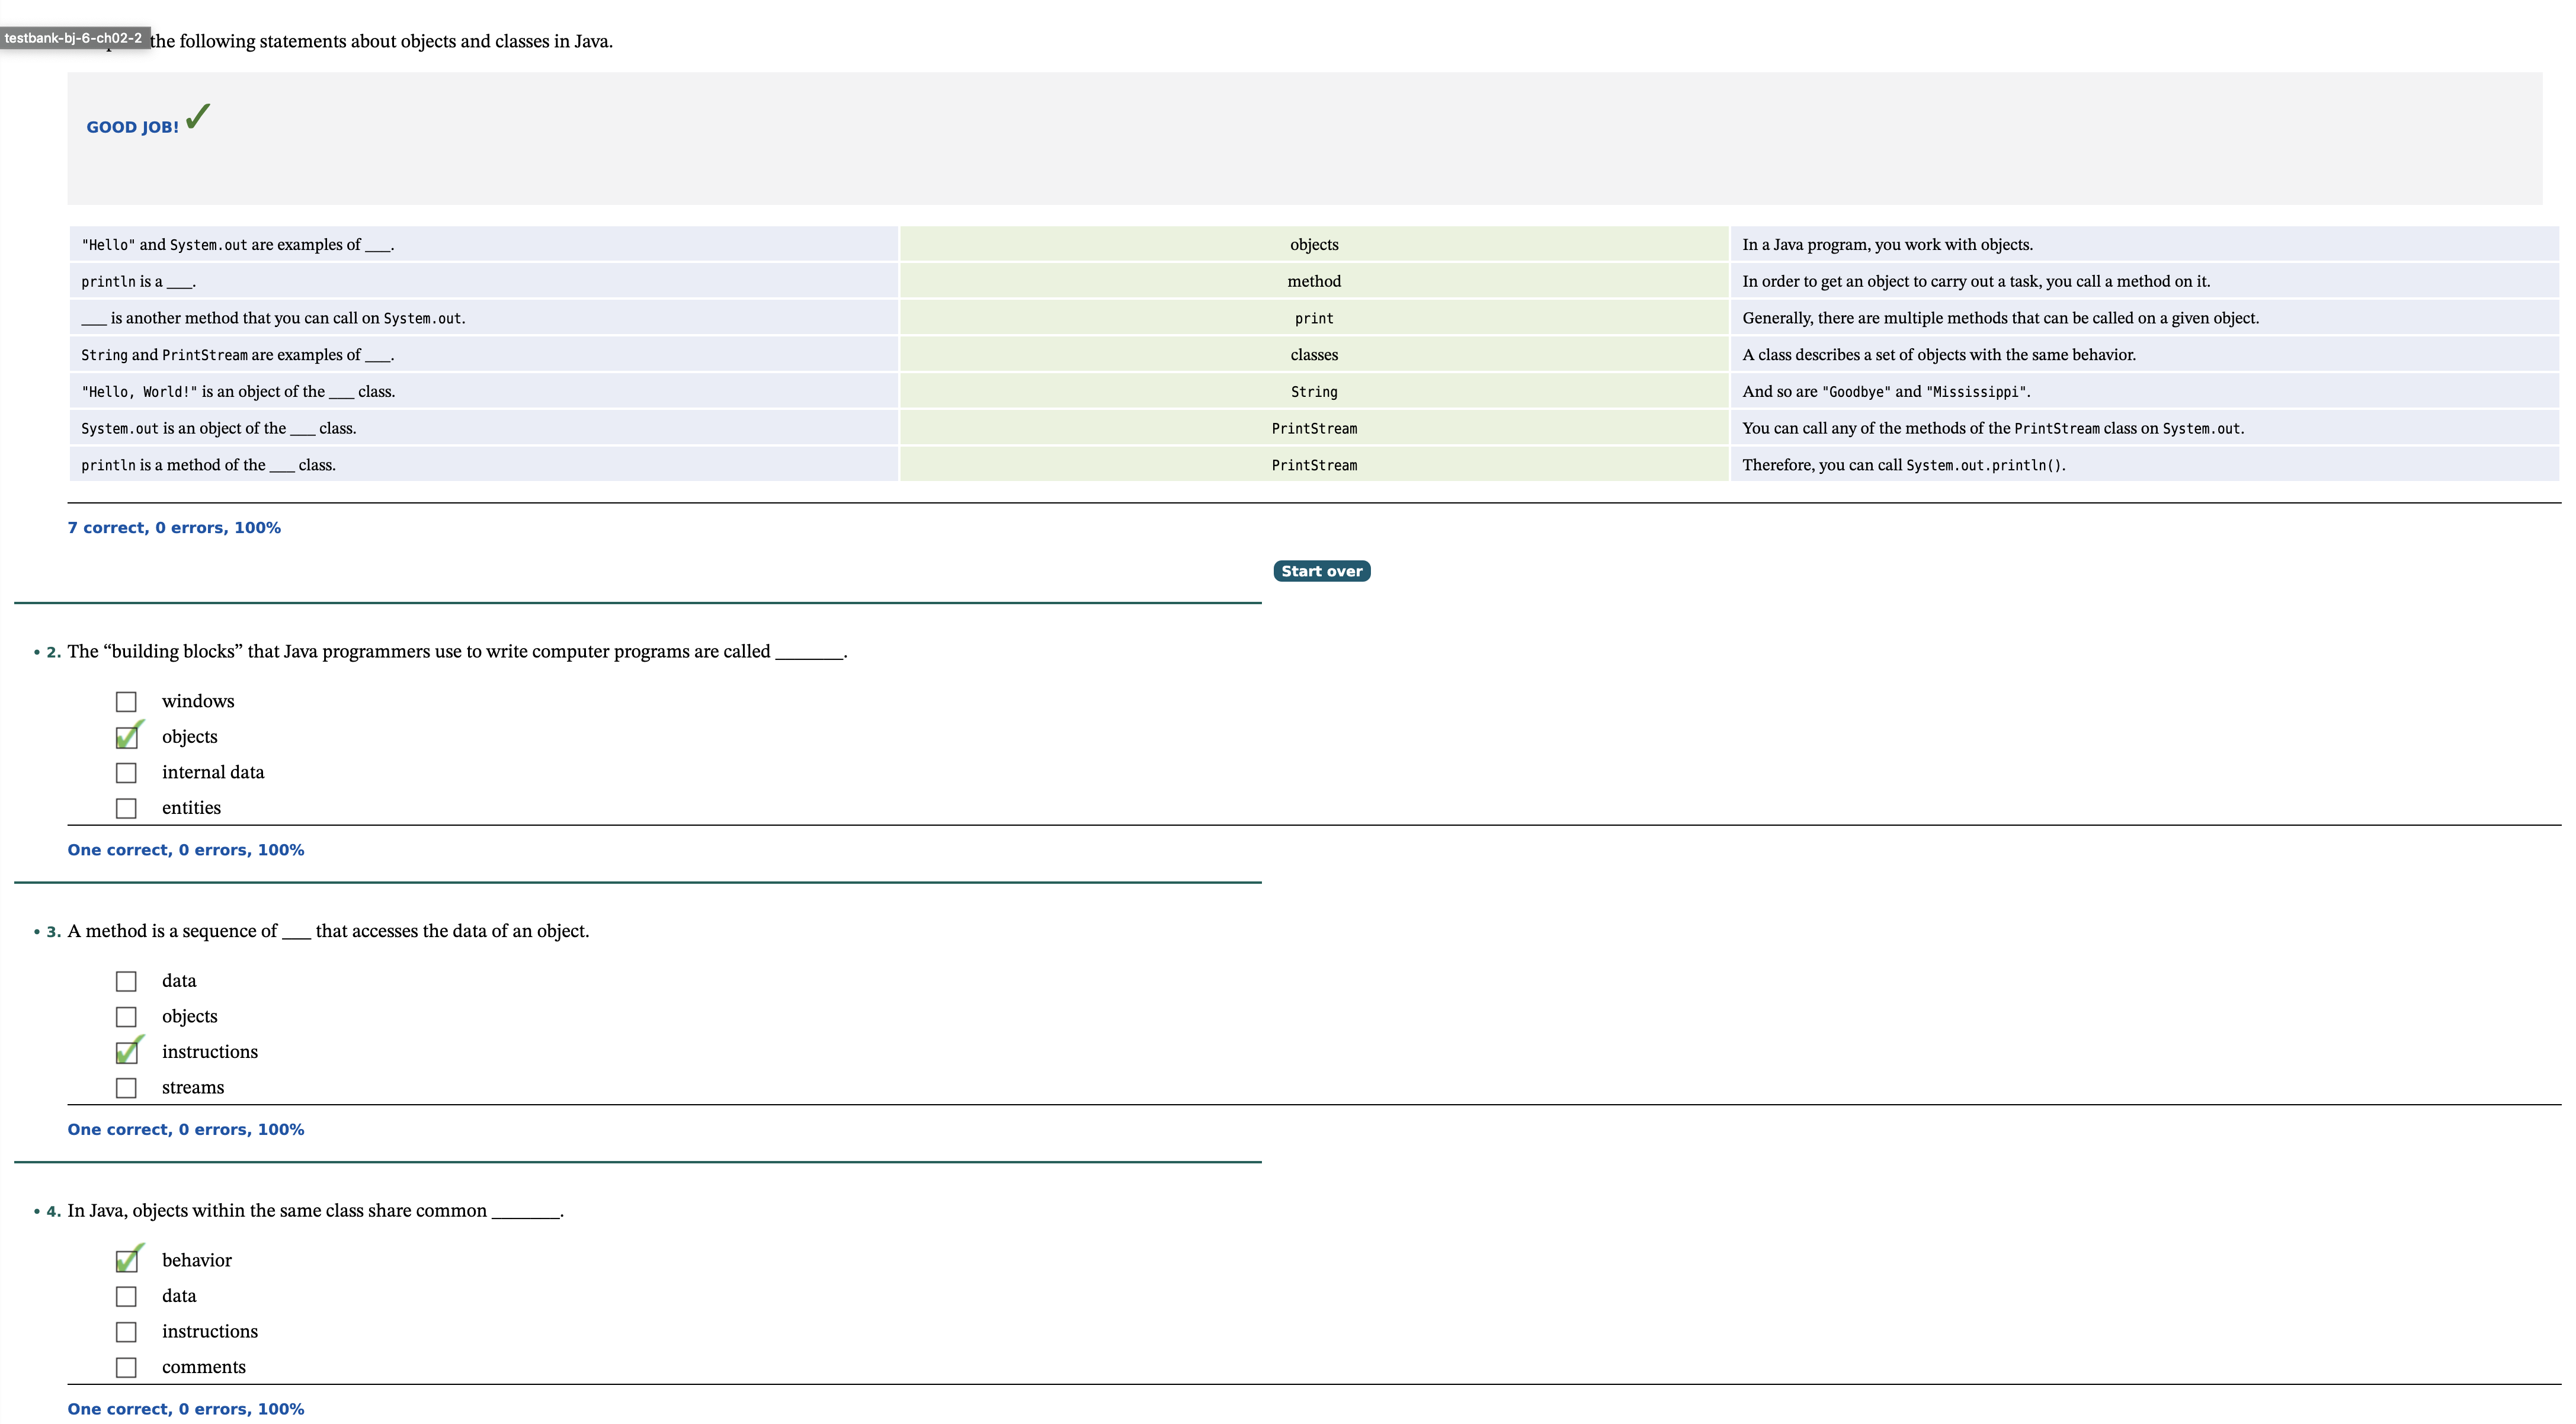 testbank-bj-6-ch02-2
the following statements about objects and classes in Java.
GOOD JOB! ✓
"Hello" and System.out are examples of ___. objects In a Java program, you work with objects.
println is a ___. method In order to get an object to carry out a task, you call a method on it.
___ is another method that you can call on System.out. print Generally, there are multiple methods that can be called on a given object.
String and PrintStream are examples of ___. classes A class describes a set of objects with the same behavior.
"Hello, World!" is an object of the ___ class. String And so are "Goodbye" and "Mississippi".
System.out is an object of the ___ class. PrintStream You can call any of the methods of the PrintStream class on System.out.
println is a method of the ___ class. PrintStream Therefore, you can call System.out.println().
7 correct, 0 errors, 100%
Start over
• 2. The “building blocks” that Java programmers use to write computer programs are called _______.
windows
objects
internal data
entities
One correct, 0 errors, 100%
• 3. A method is a sequence of ___ that accesses the data of an object.
data
objects
instructions
streams
One correct, 0 errors, 100%
• 4. In Java, objects within the same class share common _______.
behavior
data
instructions
comments
One correct, 0 errors, 100%